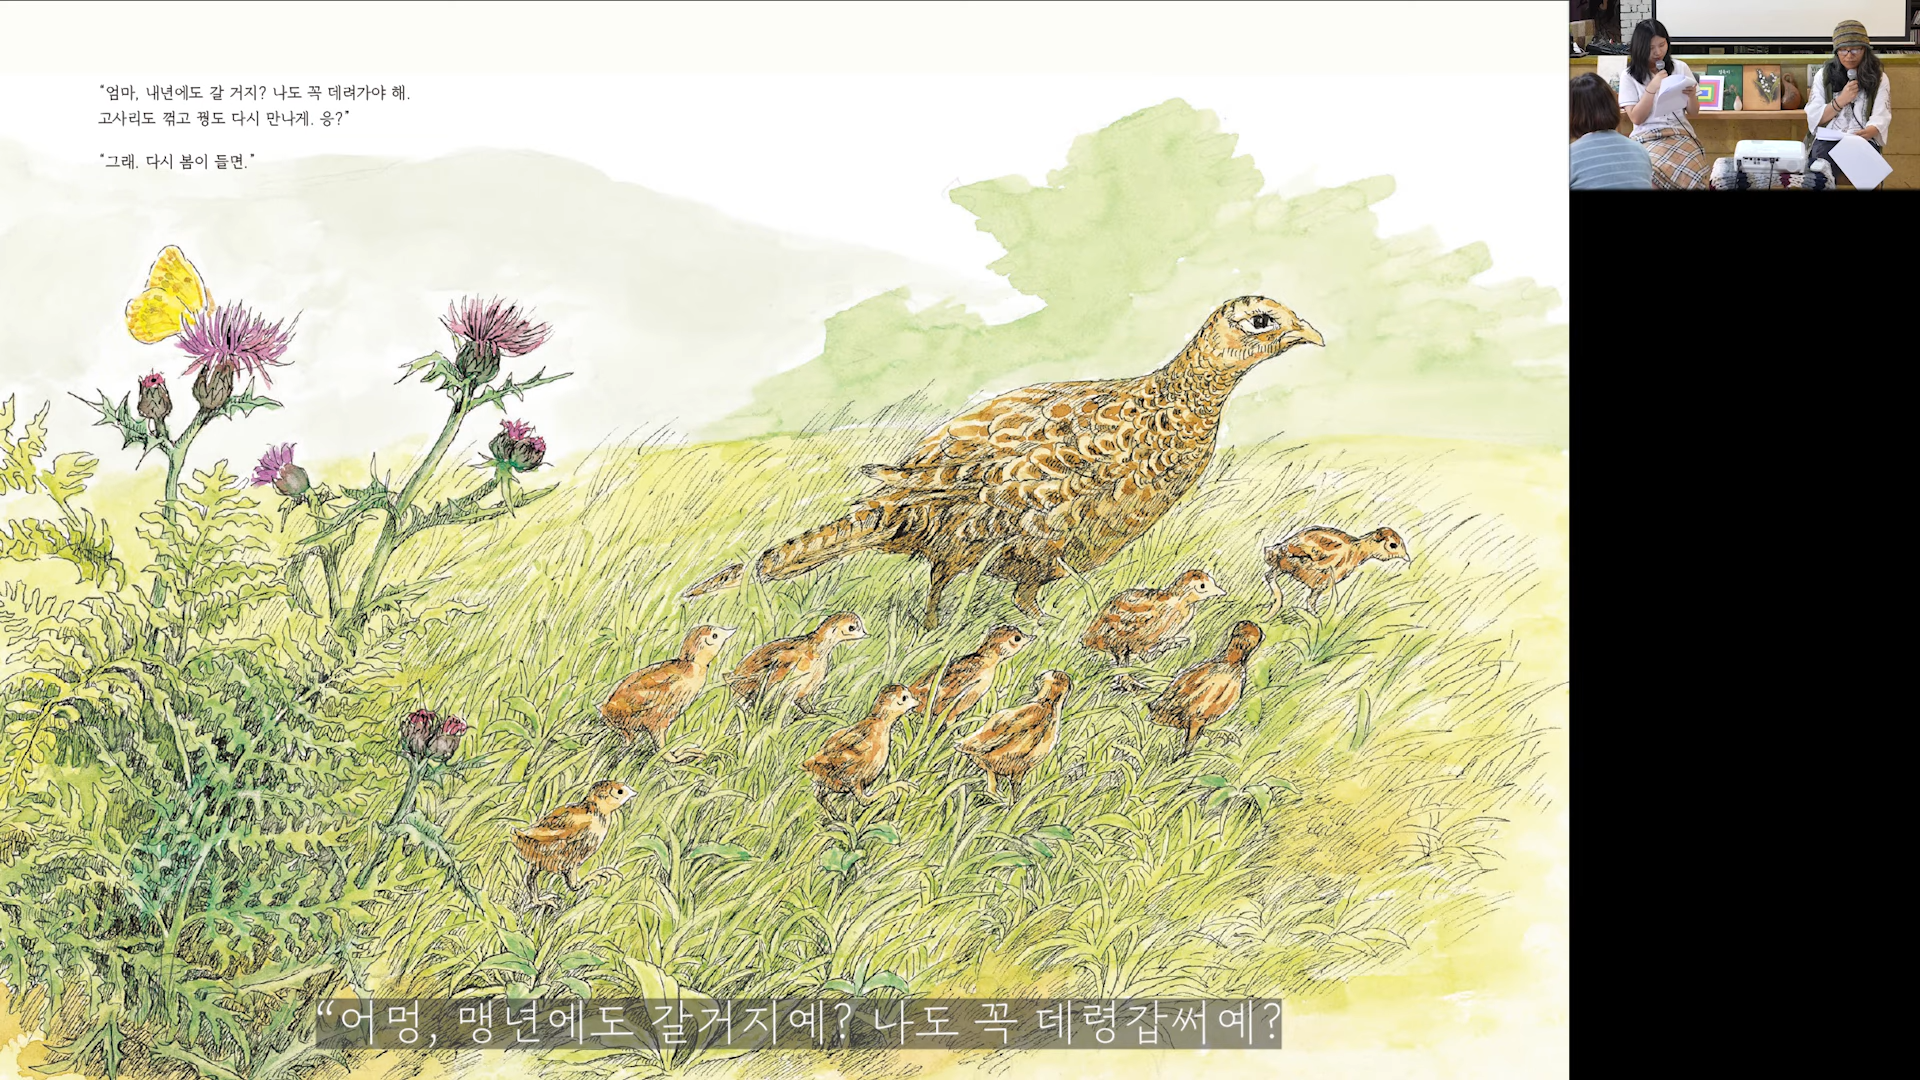 “엄마, 내년에도 갈 거지? 나도 꼭 데려가야 해.
고사리도 꺾고 꿩도 다시 만나게. 응?”
“그래. 다시 봄이 들면.”
“어멍, 맹년에도 갈거지예? 나도 꼭 데령갑써예?